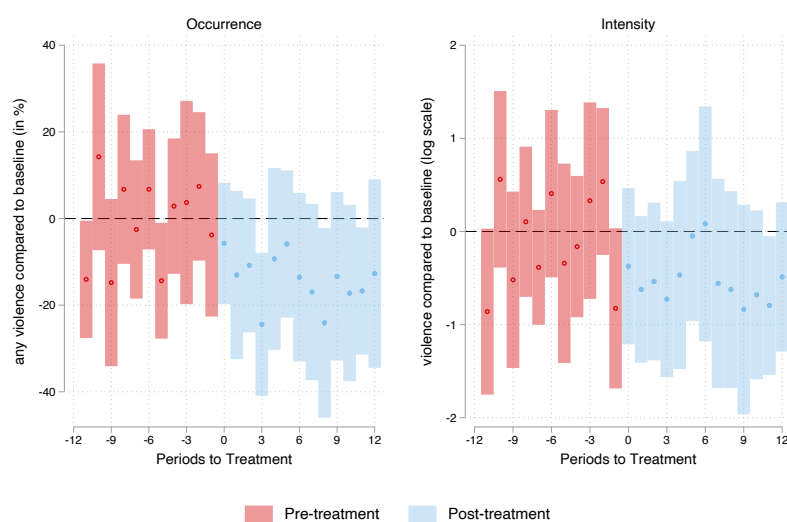 Occurrence
any violence compared to baseline (in %)
40
20
0
-20
-40
-12 -9 -6 -3 0 3 6 9 12
Periods to Treatment
Intensity
violence compared to baseline (log scale)
2
1
0
-1
-2
-12 -9 -6 -3 0 3 6 9 12
Periods to Treatment
Pre-treatment Post-treatment